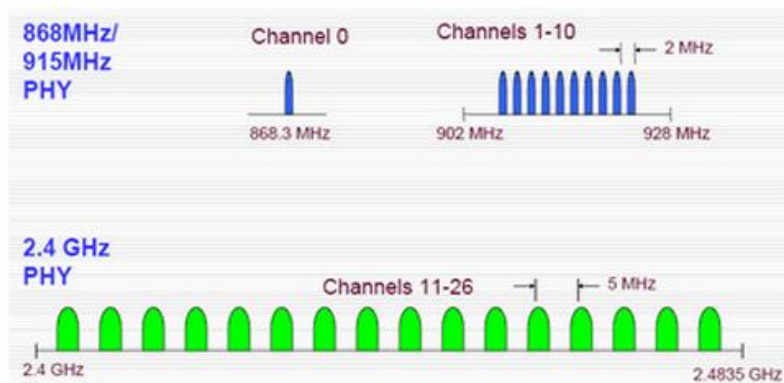 868MHz/
915MHz
PHY
Channel 0
Channels 1-10
2 MHz
868.3 MHz
902 MHz
928 MHz
2.4 GHz
PHY
Channels 11-26
5 MHz
2.4 GHz
2.4835 GHz